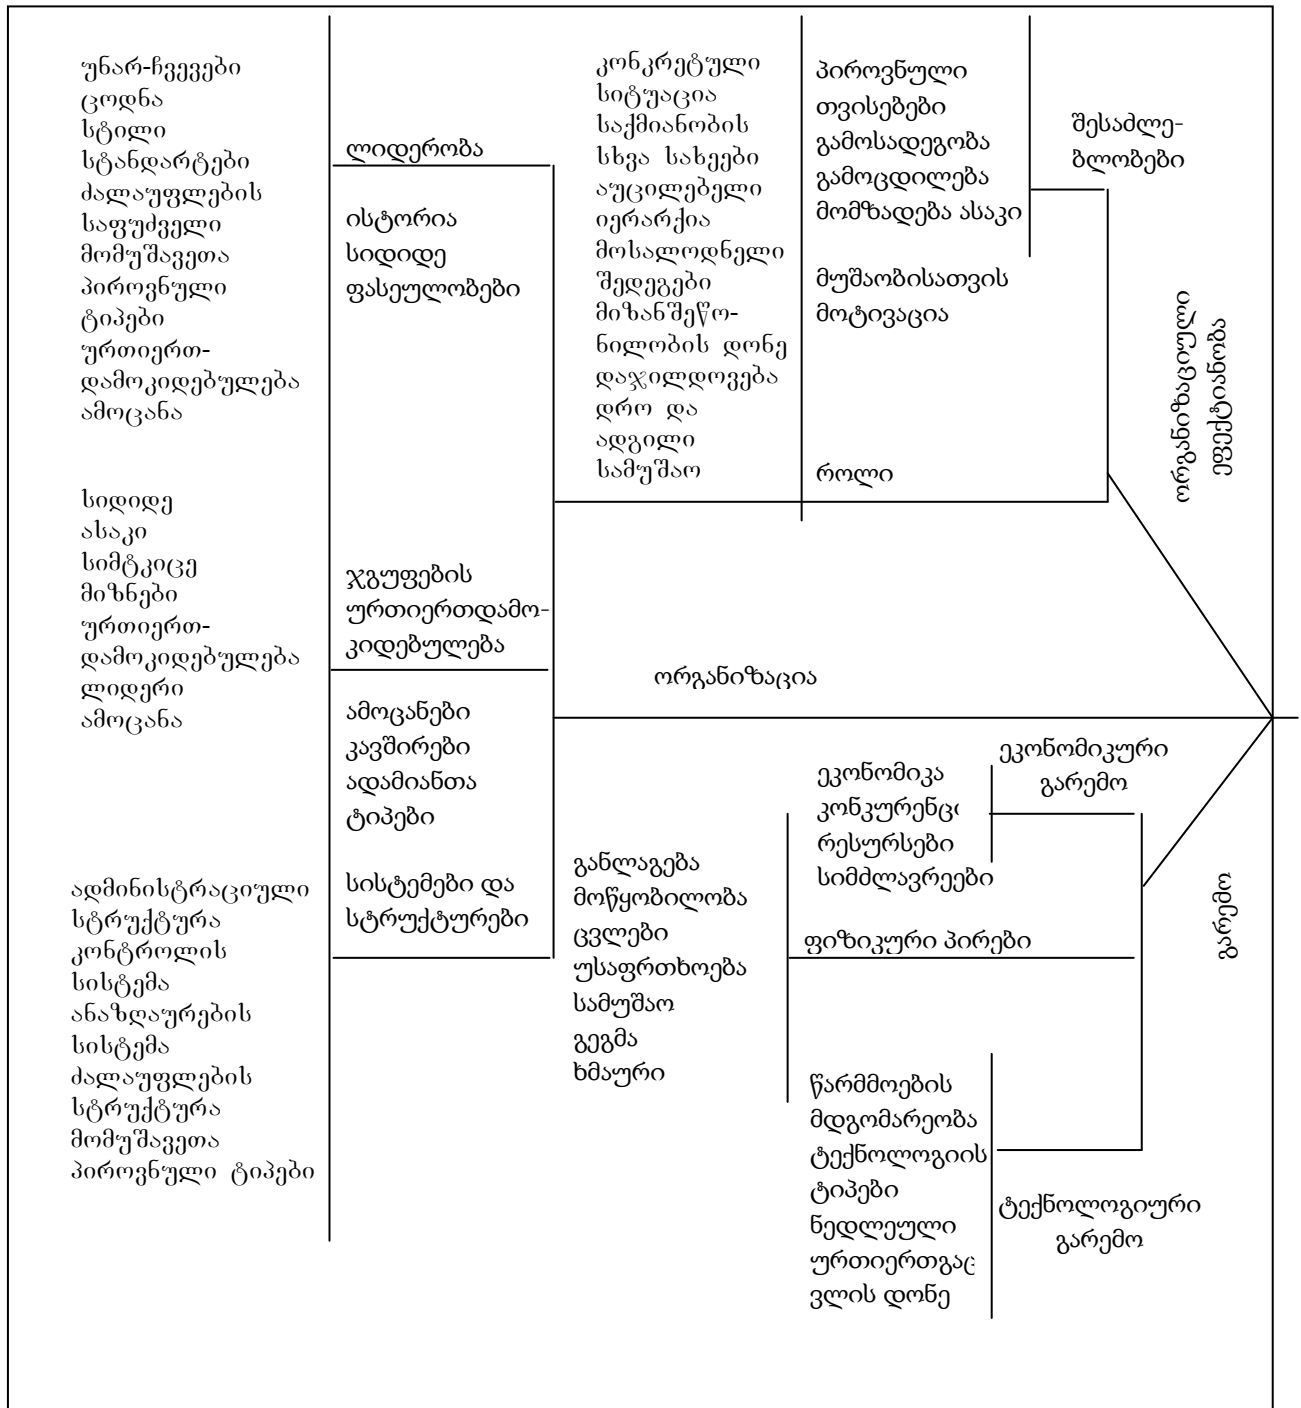 უნარ-ჩვევები
ცოდნა
სტილი
სტანდარტები
ძალაუფლების
საფუძველი
მომუშავეთა
პიროვნული
ტიპები
ურთიერთ-
დამოკიდებულება
ამოცანა
სიდიდე
ასაკი
სიმტკიცე
მიზნები
ურთიერთ-
დამოკიდებულება
ლიდერი
ამოცანა
ადმინისტრაციული
სტრუქტურა
კონტროლის
სისტემა
ანაზღაურების
სისტემა
ძალაუფლების
სტრუქტურა
მომუშავეთა
პიროვნული ტიპები
ლიდერობა
ისტორია
სიდიდე
ფასეულობები
ჯგუფების
ურთიერთდამო-
კიდებულება
ამოცანები
კავშირები
ადამიანთა
ტიპები
სისტემები და
სტრუქტურები
კონკრეტული
სიტუაცია
საქმიანობის
სხვა სახეები
აუცილებელი
იერარქია
მოსალოდნელი
შედეგები
მიზანშეწო-
ნილობის დონე
დაჯილდოვება
დრო და
ადგილი
სამუშაო
პიროვნული
თვისებები
გამოსადეგობა
გამოცდილება
მომზადება ასაკი
მუშაობისათვის
მოტივაცია
როლი
შესაძლე-
ბლობები
ორგანიზაციული
ეფექტიანობა
ორგანიზაცია
განლაგება
მოწყობილობა
ცვლები
უსაფრთხოება
სამუშაო
გეგმა
ხმაური
ეკონომიკა
კონკურენცი
რესურსები
სიმძლავრეები
ეკონომიკური
გარემო
ფიზიკური პირები
გარემო
წარმმოების
მდგომარეობა
ტექნოლოგიის
ტიპები
ნედლეული
ურთიერთგაც
ვლის დონე
ტექნოლოგიური
გარემო